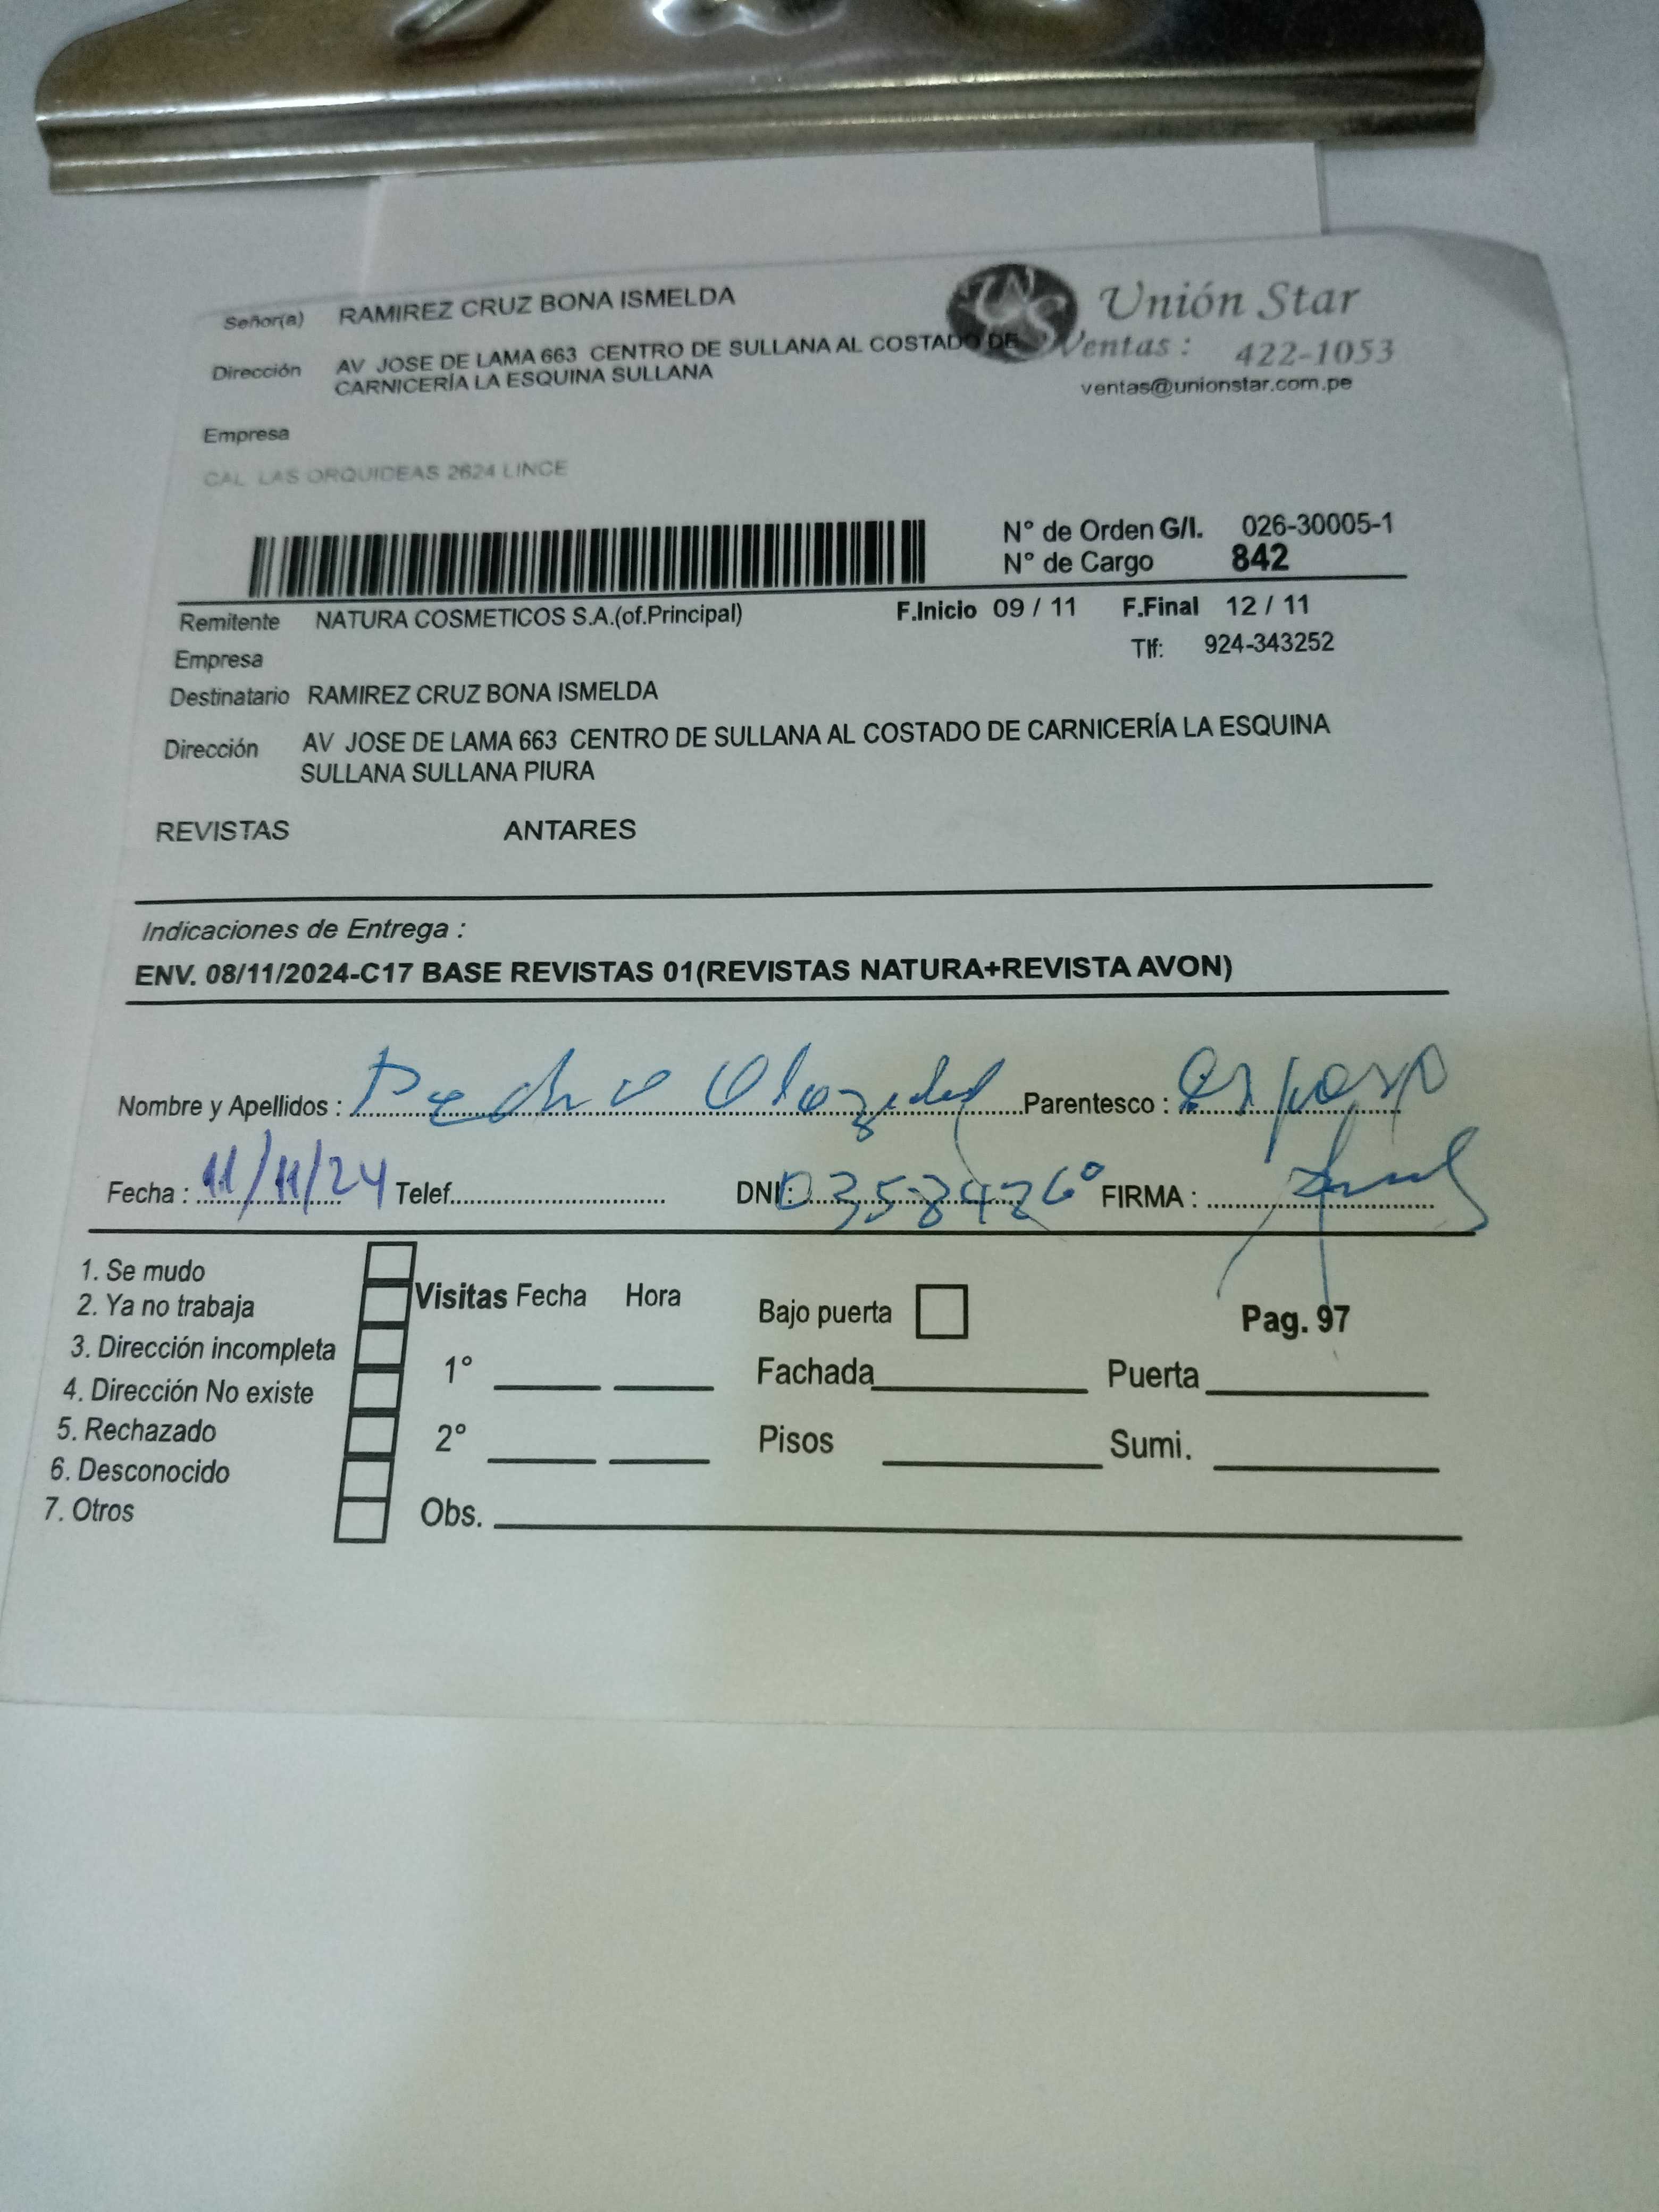 Señor(a) RAMIREZ CRUZ BONA ISMELDA
Unión Star
Dirección AV JOSE DE LAMA 663 CENTRO DE SULLANA AL COSTADO DE
CARNICERÍA LA ESQUINA SULLANA
Ventas : 422-1053
ventas@unionstar.com.pe
Empresa
CAL LAS ORQUIDEAS 2624 LINCE
N° de Orden G/I. 026-30005-1
N° de Cargo 842
Remitente NATURA COSMETICOS S.A.(of.Principal) F.Inicio 09 / 11 F.Final 12 / 11
Empresa Tlf: 924-343252
Destinatario RAMIREZ CRUZ BONA ISMELDA
Dirección AV JOSE DE LAMA 663 CENTRO DE SULLANA AL COSTADO DE CARNICERÍA LA ESQUINA
SULLANA SULLANA PIURA
REVISTAS ANTARES
Indicaciones de Entrega :
ENV. 08/11/2024-C17 BASE REVISTAS 01(REVISTAS NATURA+REVISTA AVON)
Nombre y Apellidos : Pedro Parentesco : Esposo
Fecha : 11/11/24 Telef. DNI: FIRMA :
1. Se mudo
2. Ya no trabaja
3. Dirección incompleta
4. Dirección No existe
5. Rechazado
6. Desconocido
7. Otros
Visitas Fecha Hora
1°
2°
Obs.
Bajo puerta
Pag. 97
Fachada Puerta
Pisos Sumi.